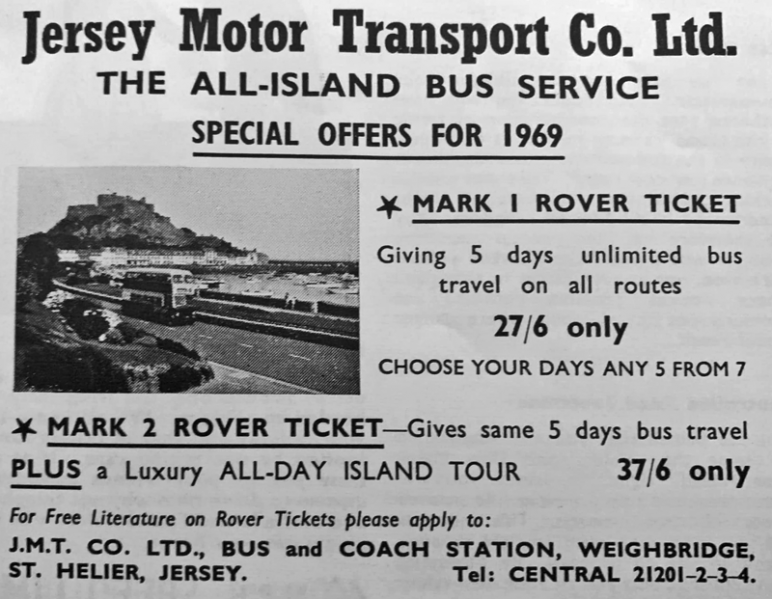 Jersey Motor Transport Co. Ltd.
THE ALL-ISLAND BUS SERVICE
SPECIAL OFFERS FOR 1969
★ MARK 1 ROVER TICKET
Giving 5 days unlimited bus
travel on all routes
27/6 only
CHOOSE YOUR DAYS ANY 5 FROM 7
★ MARK 2 ROVER TICKET—Gives same 5 days bus travel
PLUS a Luxury ALL-DAY ISLAND TOUR 37/6 only
For Free Literature on Rover Tickets please apply to:
J.M.T. CO. LTD., BUS and COACH STATION, WEIGHBRIDGE,
ST. HELIER, JERSEY. Tel: CENTRAL 21201-2-3-4.